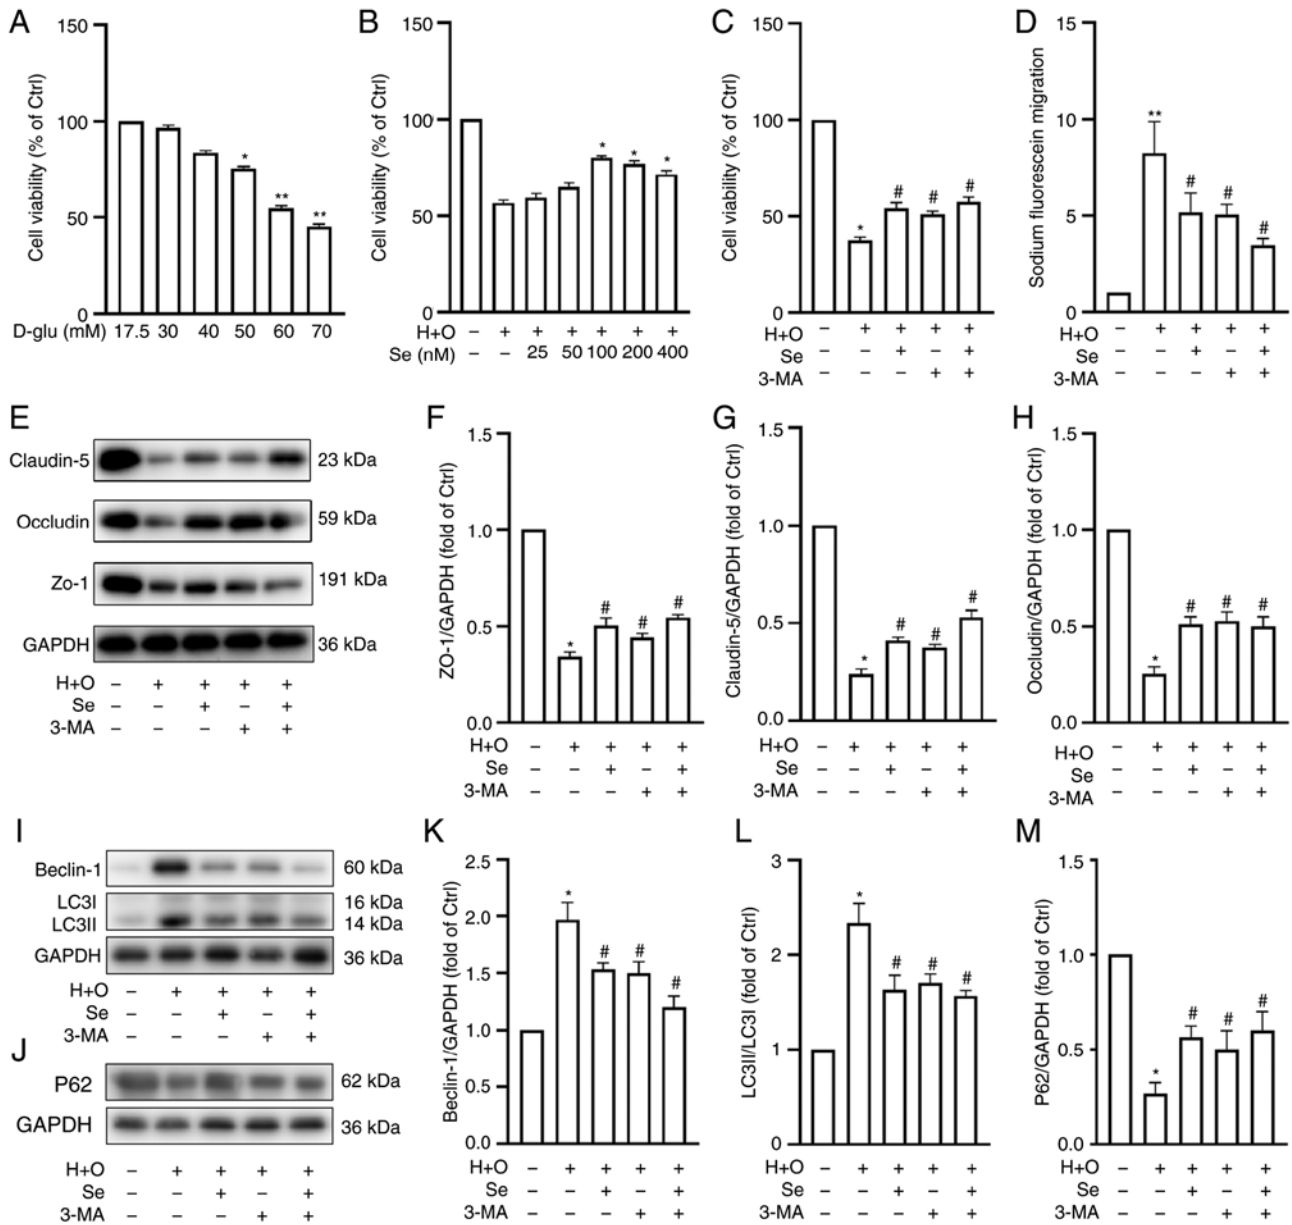 A
150
100
50
0
Cell viability (% of Ctrl)
* ** **
D-glu (mM) 17.5 30 40 50 60 70
B
150
100
50
0
Cell viability (% of Ctrl)
* * *
H+O – + + + + + +
Se (nM) – – 25 50 100 200 400
C
150
100
50
0
Cell viability (% of Ctrl)
* # # #
H+O – + + + +
Se – – + – +
3-MA – – – + +
D
15
10
5
0
Sodium fluorescein migration
** # # #
H+O – + + + +
Se – – + – +
3-MA – – – + +
E
Claudin-5 23 kDa
Occludin 59 kDa
Zo-1 191 kDa
GAPDH 36 kDa
H+O – + + + +
Se – – + – +
3-MA – – – + +
F
1.5
1.0
0.5
0.0
ZO-1/GAPDH (fold of Ctrl)
* # # #
H+O – + + + +
Se – – + – +
3-MA – – – + +
G
1.5
1.0
0.5
0.0
Claudin-5/GAPDH (fold of Ctrl)
* # # #
H+O – + + + +
Se – – + – +
3-MA – – – + +
H
1.5
1.0
0.5
0.0
Occludin/GAPDH (fold of Ctrl)
* # # #
H+O – + + + +
Se – – + – +
3-MA – – – + +
I
Beclin-1 60 kDa
LC3I 16 kDa
LC3II 14 kDa
GAPDH 36 kDa
H+O – + + + +
Se – – + – +
3-MA – – – + +
J
P62 62 kDa
GAPDH 36 kDa
H+O – + + + +
Se – – + – +
3-MA – – – + +
K
2.5
2.0
1.5
1.0
0.5
0.0
Beclin-1/GAPDH (fold of Ctrl)
* # # #
H+O – + + + +
Se – – + – +
3-MA – – – + +
L
3
2
1
0
LC3II/LC3I (fold of Ctrl)
* # # #
H+O – + + + +
Se – – + – +
3-MA – – – + +
M
1.5
1.0
0.5
0.0
P62/GAPDH (fold of Ctrl)
* # # #
H+O – + + + +
Se – – + – +
3-MA – – – + +